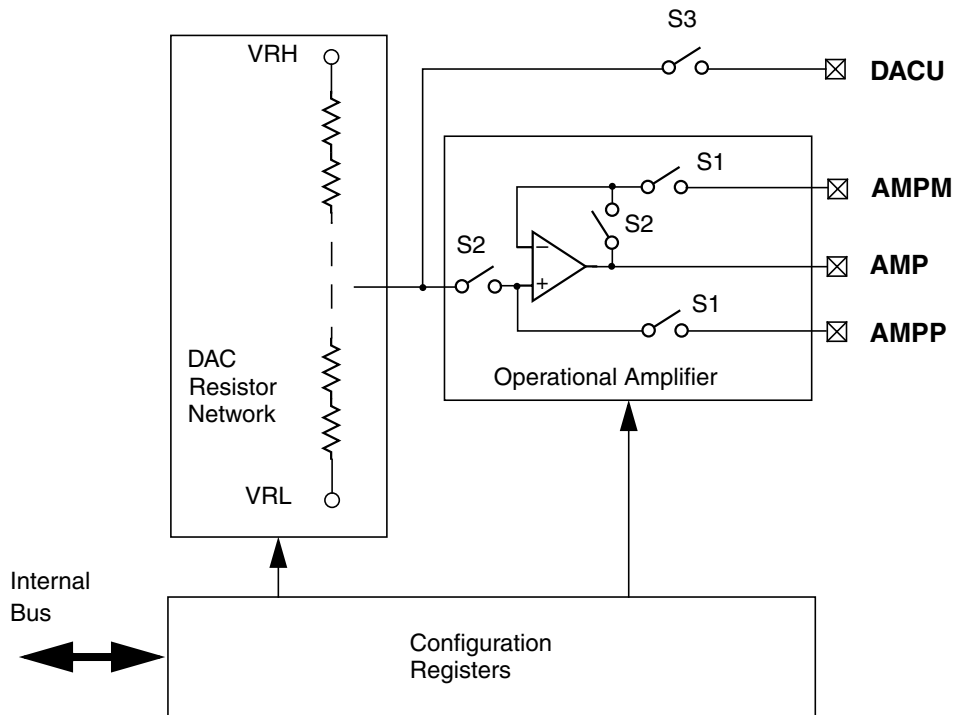 S3
VRH
DACU
S1
AMPM
S2
S2
−
AMP
+
S1
AMPP
DAC
Resistor
Network
Operational Amplifier
VRL
Internal
Bus
Configuration
Registers